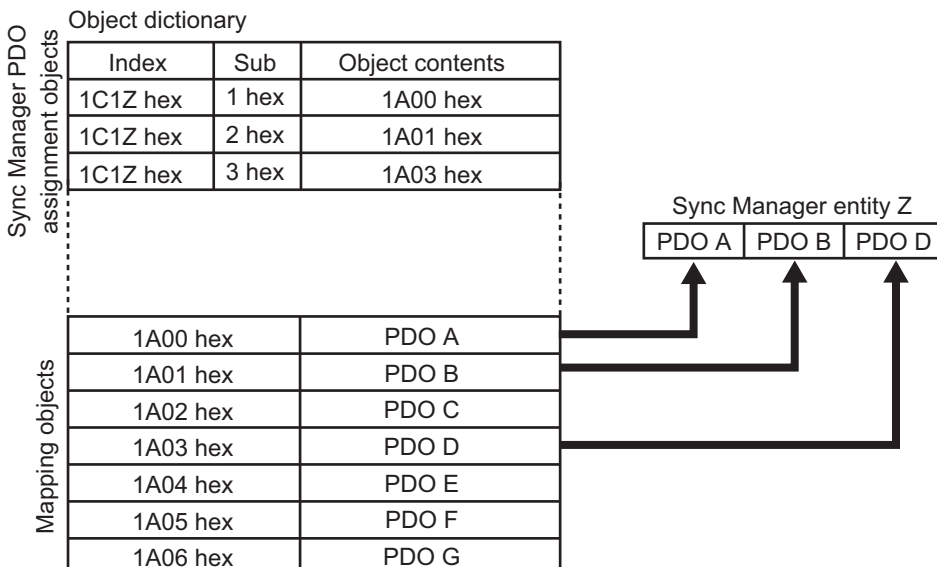 Object dictionary
Sync Manager PDO
assignment objects
Index Sub Object contents
1C1Z hex 1 hex 1A00 hex
1C1Z hex 2 hex 1A01 hex
1C1Z hex 3 hex 1A03 hex
Sync Manager entity Z
PDO A PDO B PDO D
Mapping objects
1A00 hex PDO A
1A01 hex PDO B
1A02 hex PDO C
1A03 hex PDO D
1A04 hex PDO E
1A05 hex PDO F
1A06 hex PDO G